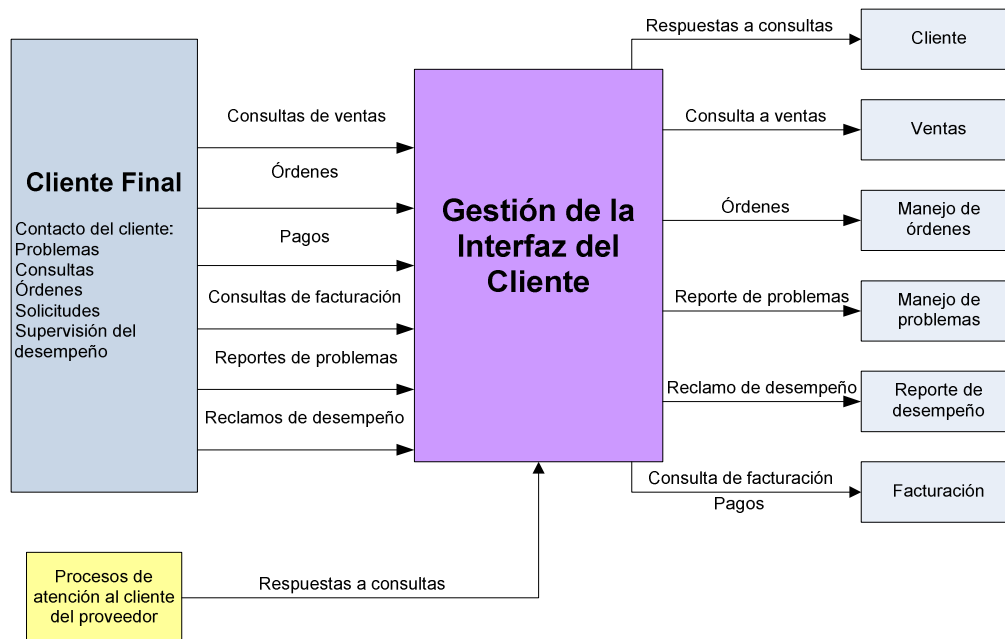 Cliente Final
Contacto del cliente:
Problemas
Consultas
Órdenes
Solicitudes
Supervisión del
desempeño
Consultas de ventas
Órdenes
Pagos
Consultas de facturación
Reportes de problemas
Reclamos de desempeño
Gestión de la
Interfaz del
Cliente
Respuestas a consultas
Cliente
Consulta a ventas
Ventas
Órdenes
Manejo de
órdenes
Reporte de problemas
Manejo de
problemas
Reclamo de desempeño
Reporte de
desempeño
Consulta de facturación
Pagos
Facturación
Procesos de
atención al cliente
del proveedor
Respuestas a consultas